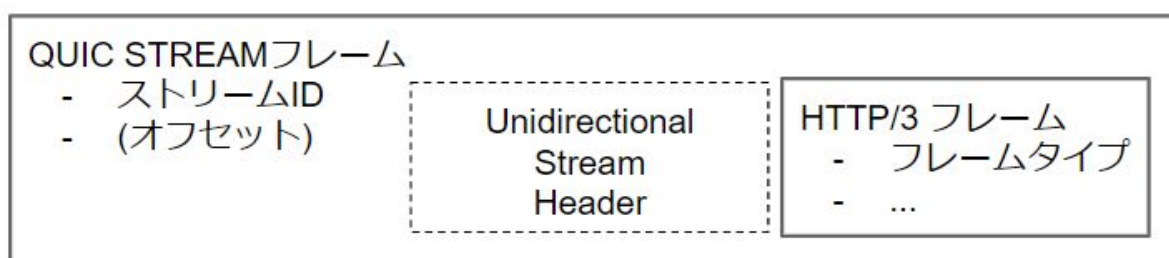 QUIC STREAMフレーム
- ストリームID
- (オフセット)
Unidirectional
Stream
Header
HTTP/3 フレーム
- フレームタイプ
- ...